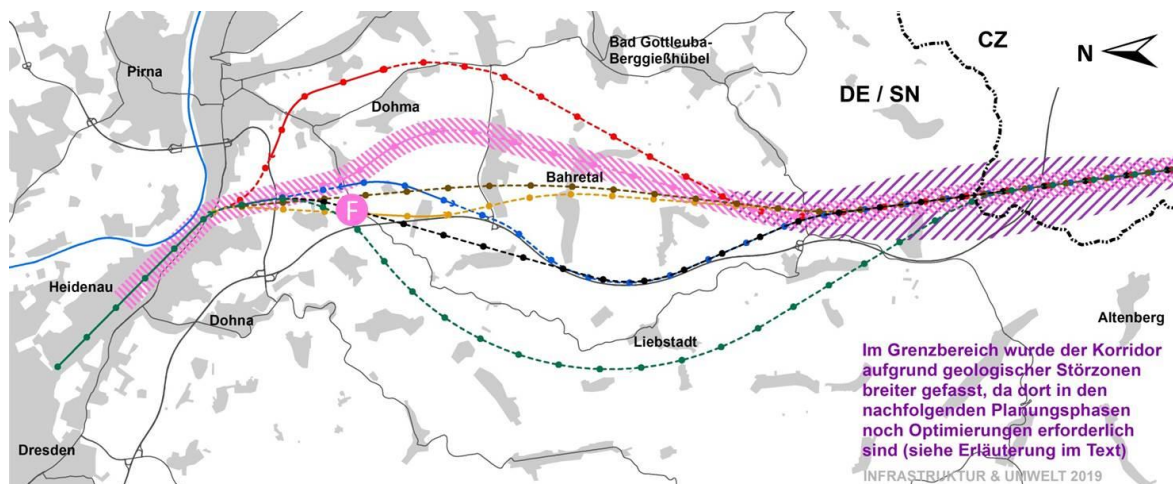 Bad Gottleuba-
Berggießhübel
CZ
N
Pirna
DE / SN
Dohma
Bahretal
F
Heidenau
Dohna
Liebstadt
Altenberg
Im Grenzbereich wurde der Korridor
aufgrund geologischer Störzonen
breiter gefasst, da dort in den
nachfolgenden Planungsphasen
noch Optimierungen erforderlich
sind (siehe Erläuterung im Text)
Dresden
INFRASTRUKTUR & UMWELT 2019